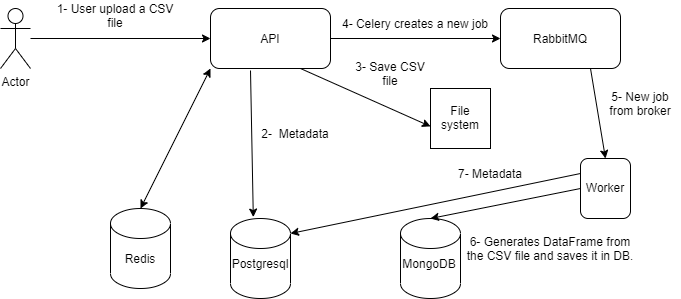 1- User upload a CSV
file
4- Celery creates a new job
API
RabbitMQ
Actor
3- Save CSV
file
5- New job
from broker
File
system
2-  Metadata
7- Metadata
Worker
6- Generates DataFrame from
the CSV file and saves it in DB.
Redis
Postgresql
MongoDB